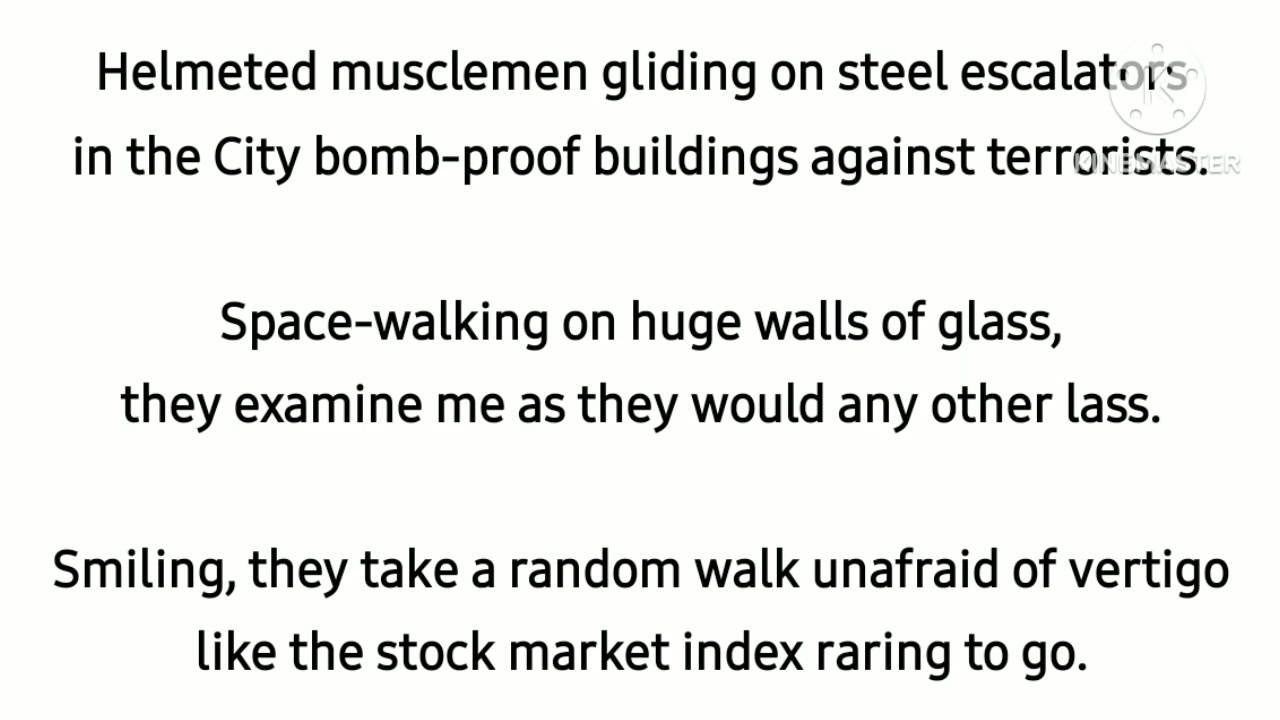 Helmeted musclemen gliding on steel escalators
in the City bomb-proof buildings against terrorists.
KINEMASTER
Space-walking on huge walls of glass,
they examine me as they would any other lass.
Smiling, they take a random walk unafraid of vertigo
like the stock market index raring to go.